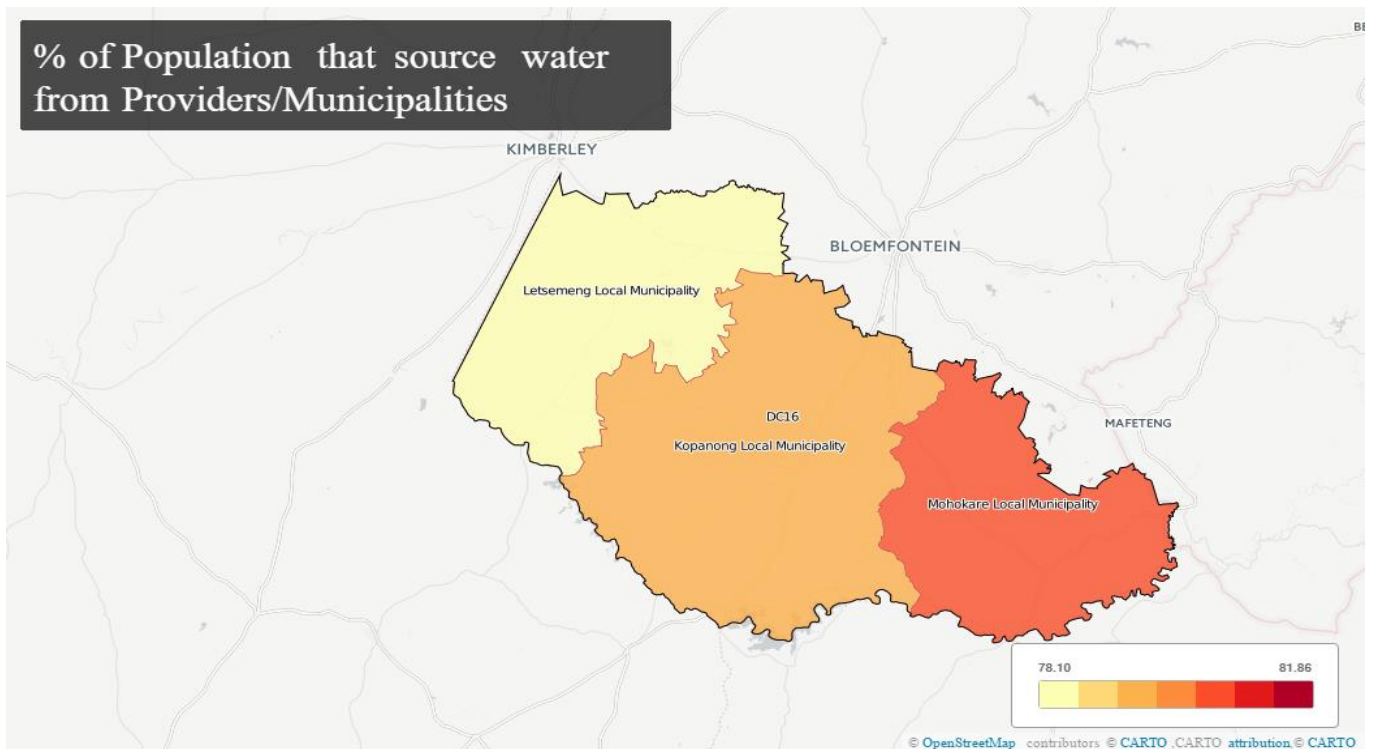 % of Population that source water
from Providers/Municipalities
KIMBERLEY
BLOEMFONTEIN
Letsemeng Local Municipality
DC16
Kopanong Local Municipality
MAFETENG
Mohokare Local Municipality
78.10 81.86
© OpenStreetMap contributors © CARTO ,CARTO attribution,© CARTO